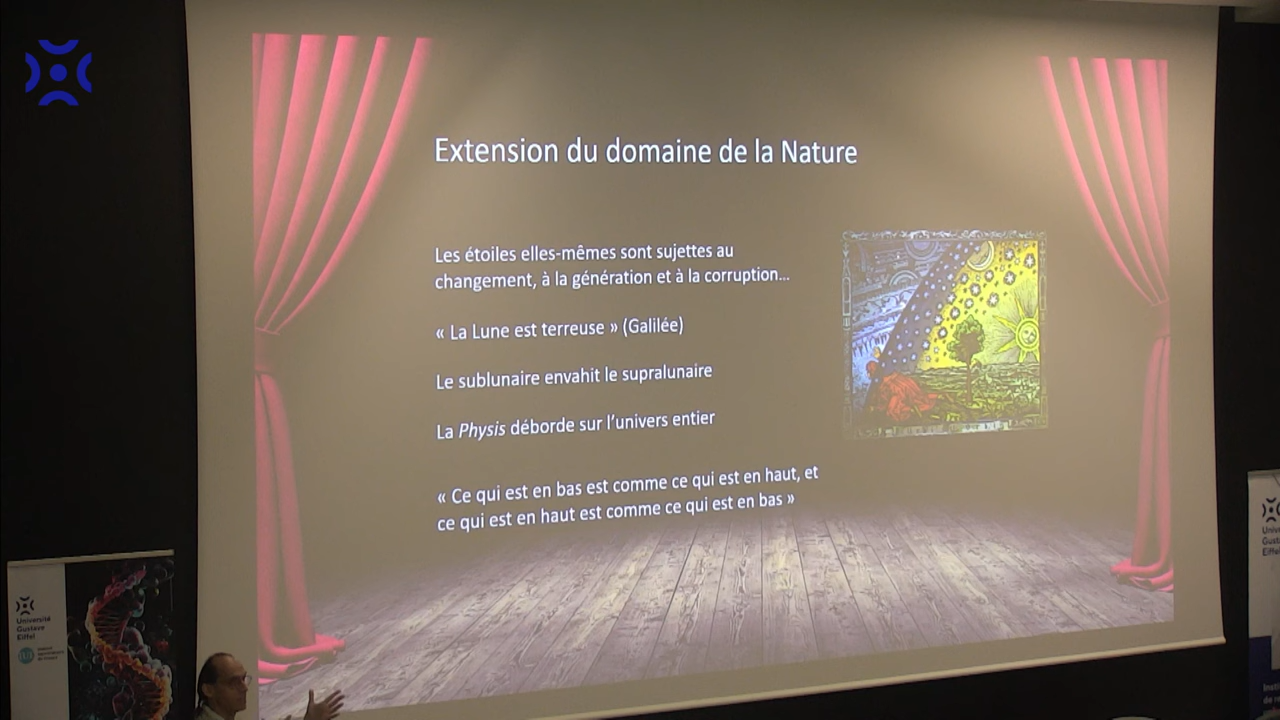 Extension du domaine de la Nature
Les étoiles elles-mêmes sont sujettes au
changement, à la génération et à la corruption...
« La Lune est terreuse » (Galilée)
Le sublunaire envahit le supralunaire
La Physis déborde sur l'univers entier
« Ce qui est en bas est comme ce qui est en haut, et
ce qui est en haut est comme ce qui est en bas »
Université
Gustave
Eiffel